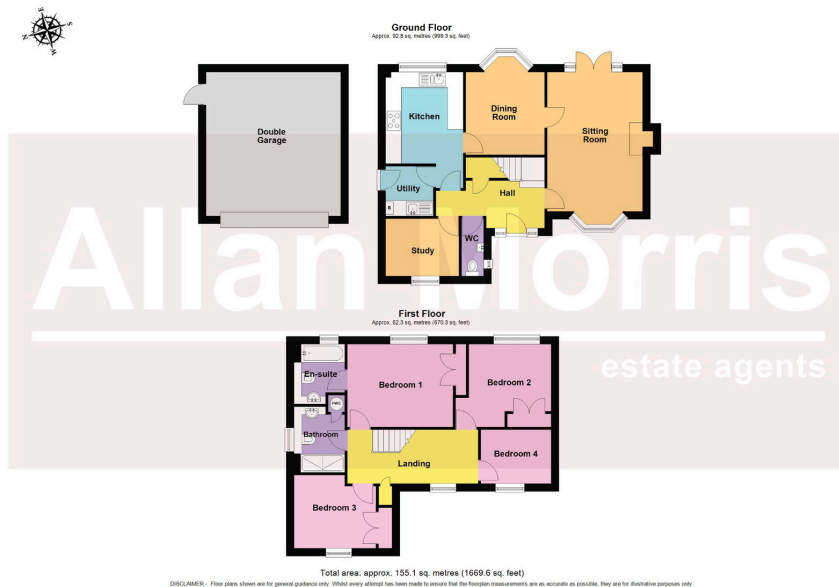 Ground Floor
Approx. 92.8 sq. metres (999.3 sq. feet)
Double
Garage
Kitchen
Dining
Room
Sitting
Room
Utility
Hall
WC
Study
Allan Morris
estate agents
First Floor
Approx. 62.3 sq. metres (670.3 sq. feet)
En-suite
Bedroom 1
Bedroom 2
HWC
Bathroom
Landing
Bedroom 4
Bedroom 3
Total area: approx. 155.1 sq. metres (1669.6 sq. feet)
DISCLAIMER - Floor plans shown are for general guidance only. Whilst every attempt has been made to ensure that the floorplan measurements are as accurate as possible, they are for illustrative purposes only.